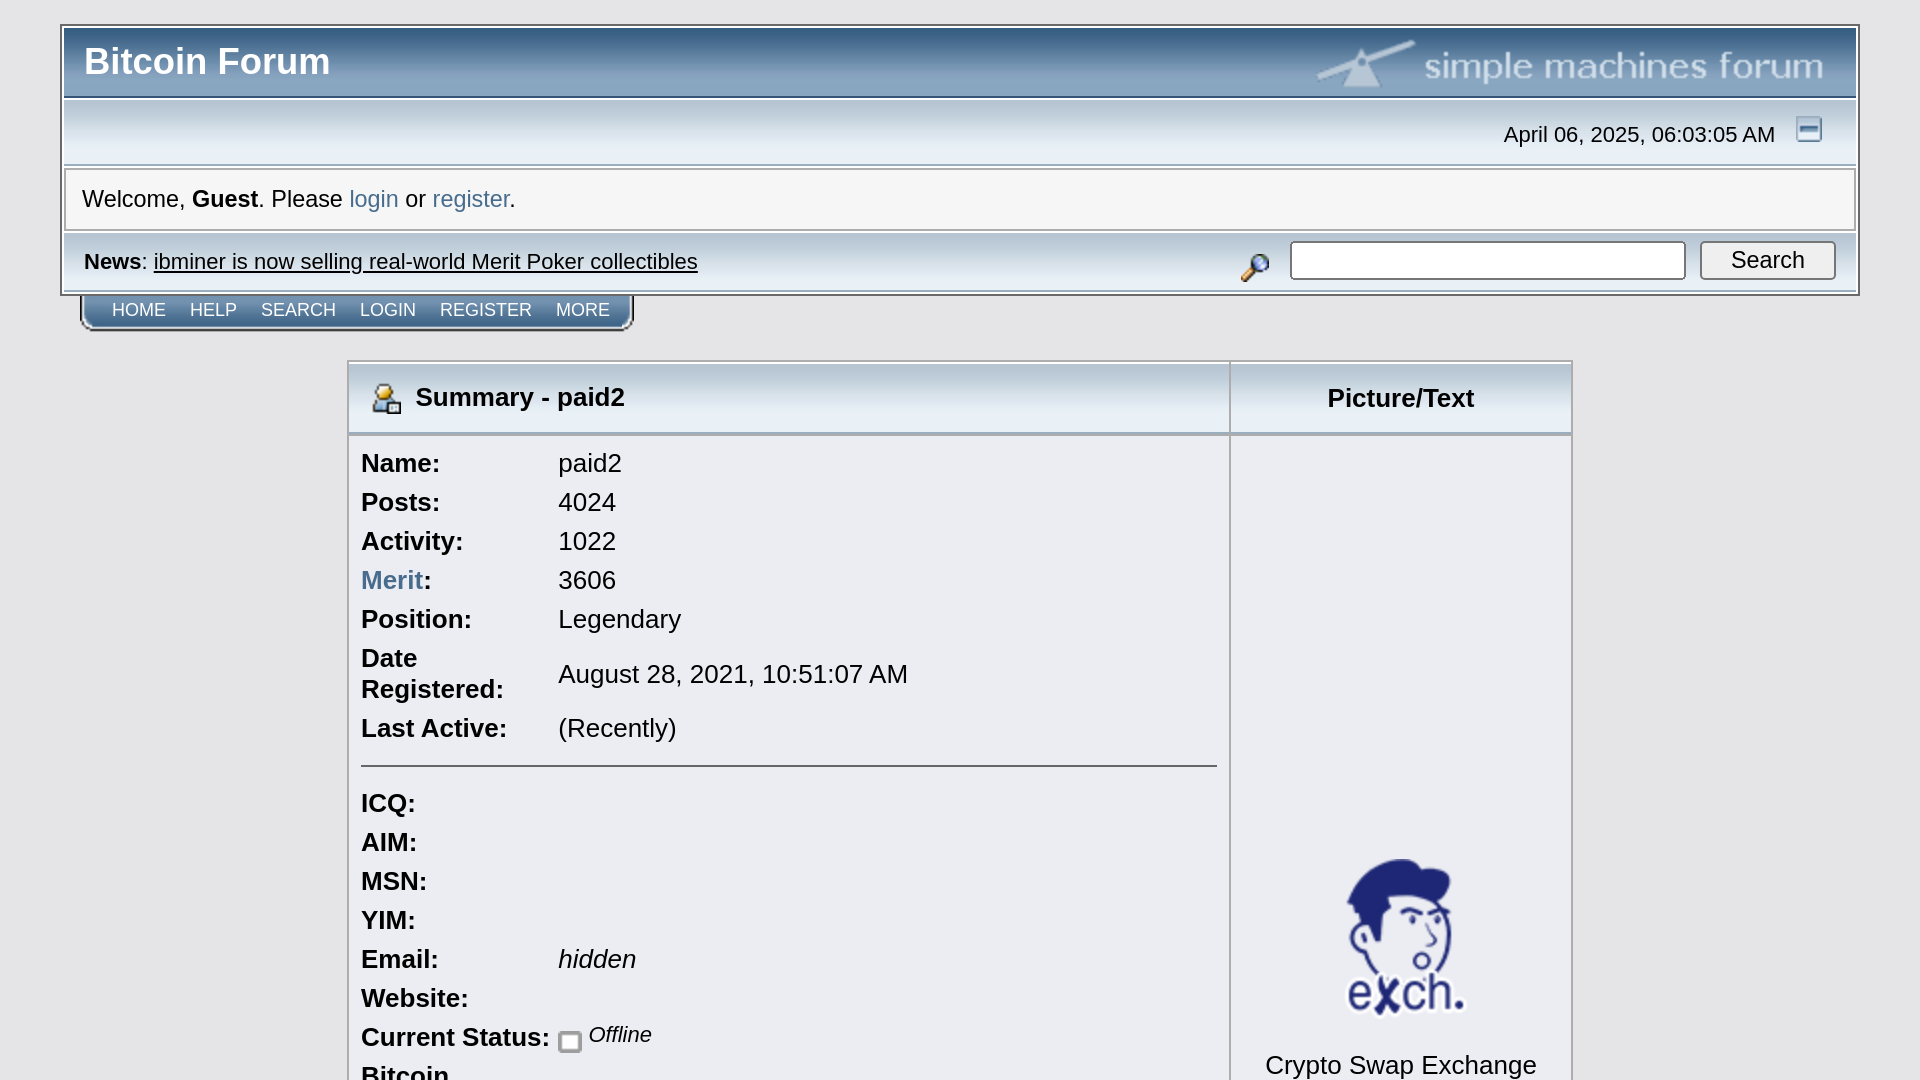 Bitcoin Forum
simple machines forum
April 06, 2025, 06:03:05 AM
Welcome, Guest. Please login or register.
News: ibminer is now selling real-world Merit Poker collectibles
Search
HOME HELP SEARCH LOGIN REGISTER MORE
Summary - paid2
Picture/Text
Name: paid2
Posts: 4024
Activity: 1022
Merit: 3606
Position: Legendary
Date
Registered: August 28, 2021, 10:51:07 AM
Last Active: (Recently)
ICQ:
AIM:
MSN:
YIM:
Email: hidden
Website:
Current Status: Offline
Bitcoin
exch.
Crypto Swap Exchange